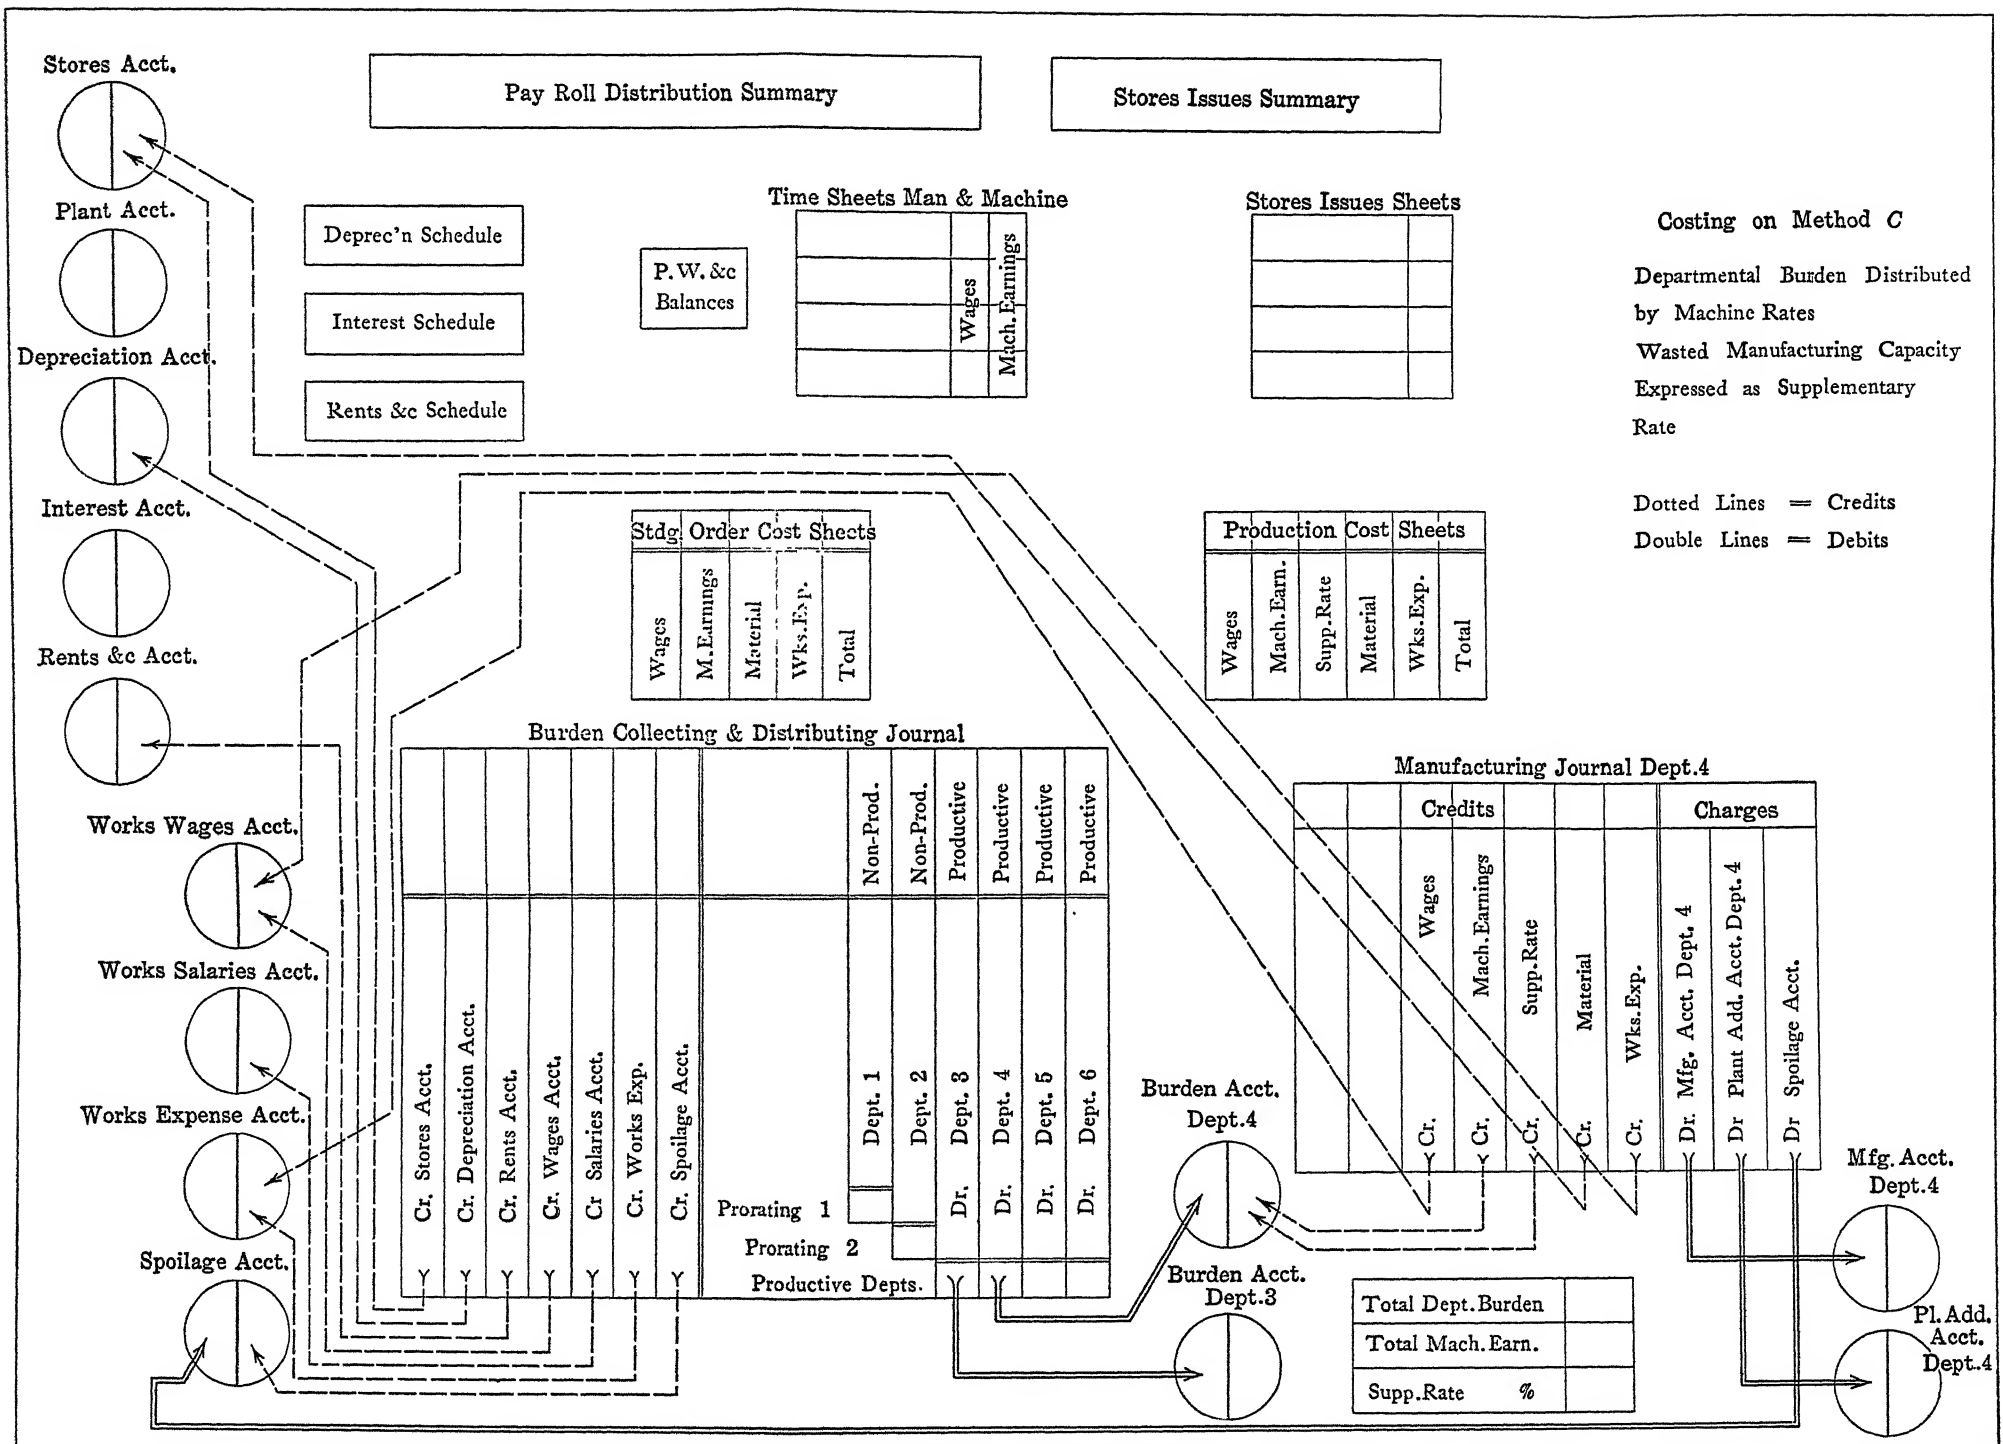 Stores Acct.
Pay Roll Distribution Summary
Stores Issues Summary
Plant Acct.
Deprec'n Schedule
Interest Schedule
Rents &c Schedule
P.W. &c
Balances
Time Sheets Man & Machine
Wages
Mach. Earnings
Stores Issues Sheets
Costing on Method C
Departmental Burden Distributed
by Machine Rates
Wasted Manufacturing Capacity
Expressed as Supplementary
Rate
Dotted Lines = Credits
Double Lines = Debits
Depreciation Acct.
Interest Acct.
Rents &c Acct.
Works Wages Acct.
Works Salaries Acct.
Works Expense Acct.
Spoilage Acct.
Stdg. Order Cost Sheets
Wages
M. Earnings
Material
Wks. Exp.
Total
Production Cost Sheets
Wages
Mach. Earn.
Supp. Rate
Material
Wks. Exp.
Total
Burden Collecting & Distributing Journal
Cr. Stores Acct.
Cr. Depreciation Acct.
Cr. Rents Acct.
Cr. Wages Acct.
Cr Salaries Acct.
Cr. Works Exp.
Cr. Spoilage Acct.
Prorating 1
Prorating 2
Productive Depts.
Dept. 1 Non-Prod.
Dept. 2 Non-Prod.
Dr. Dept. 3 Productive
Dr. Dept. 4 Productive
Dr. Dept. 5 Productive
Dr. Dept. 6 Productive
Manufacturing Journal Dept. 4
Credits
Charges
Cr. Wages
Cr. Mach. Earnings
Cr. Supp. Rate
Cr. Material
Cr. Wks. Exp.
Dr. Mfg. Acct. Dept. 4
Dr Plant Add. Acct. Dept. 4
Dr Spoilage Acct.
Burden Acct.
Dept. 4
Burden Acct.
Dept. 3
Total Dept. Burden
Total Mach. Earn.
Supp. Rate %
Mfg. Acct.
Dept. 4
Pl. Add.
Acct.
Dept. 4